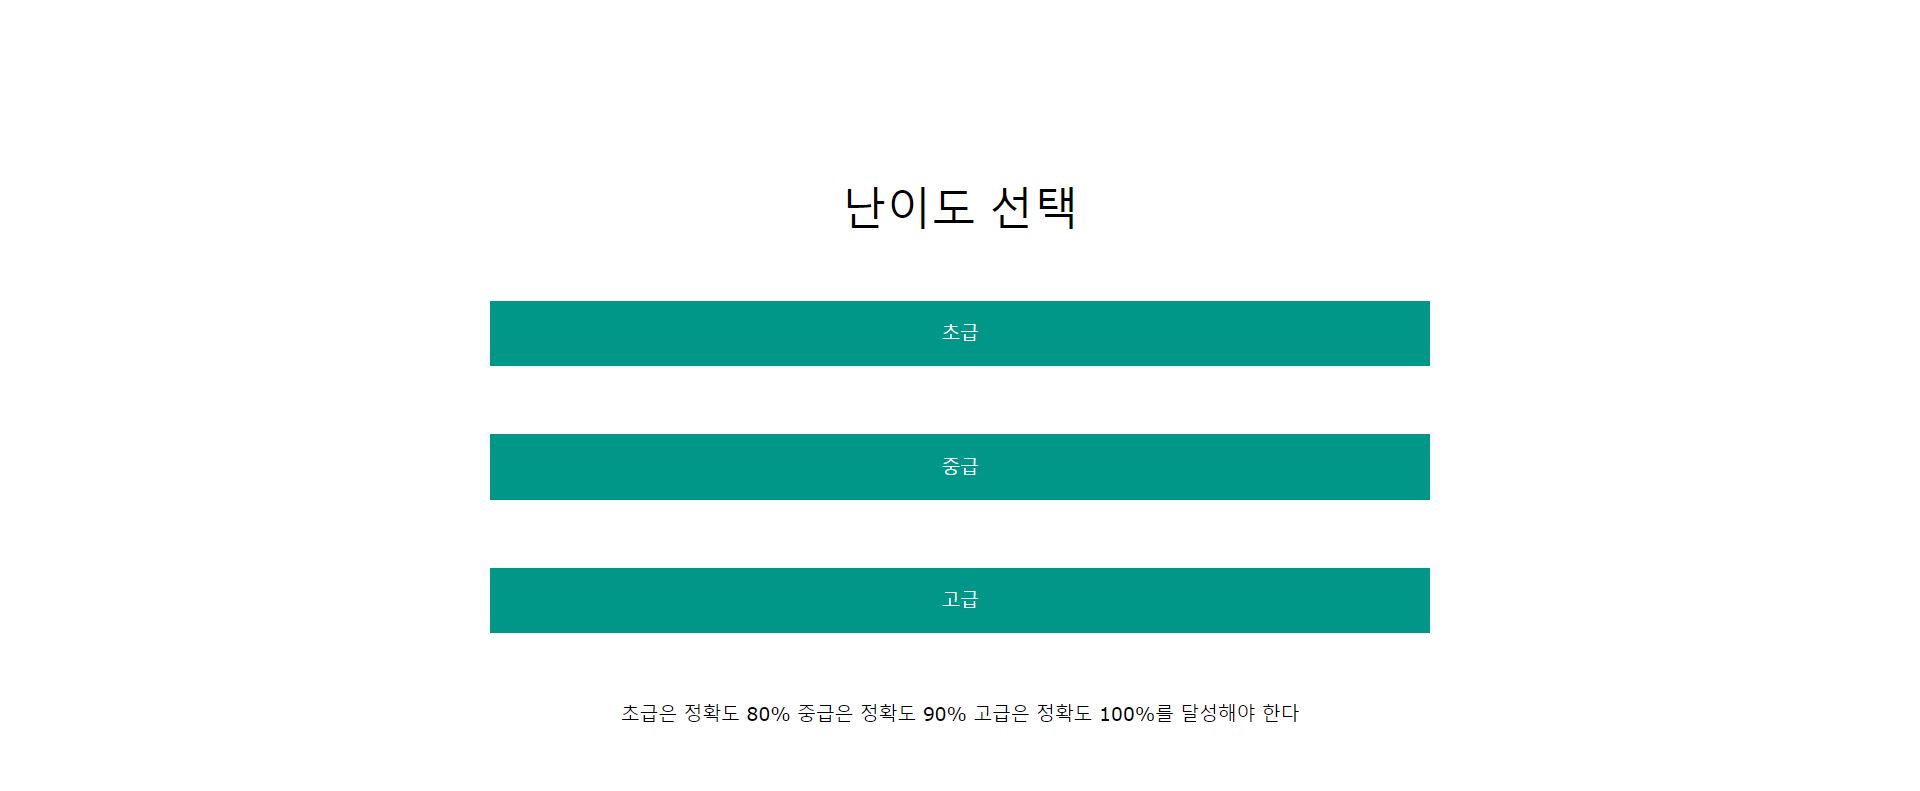 난이도 선택
초급
중급
고급
초급은 정확도 80% 중급은 정확도 90% 고급은 정확도 100%를 달성해야 한다